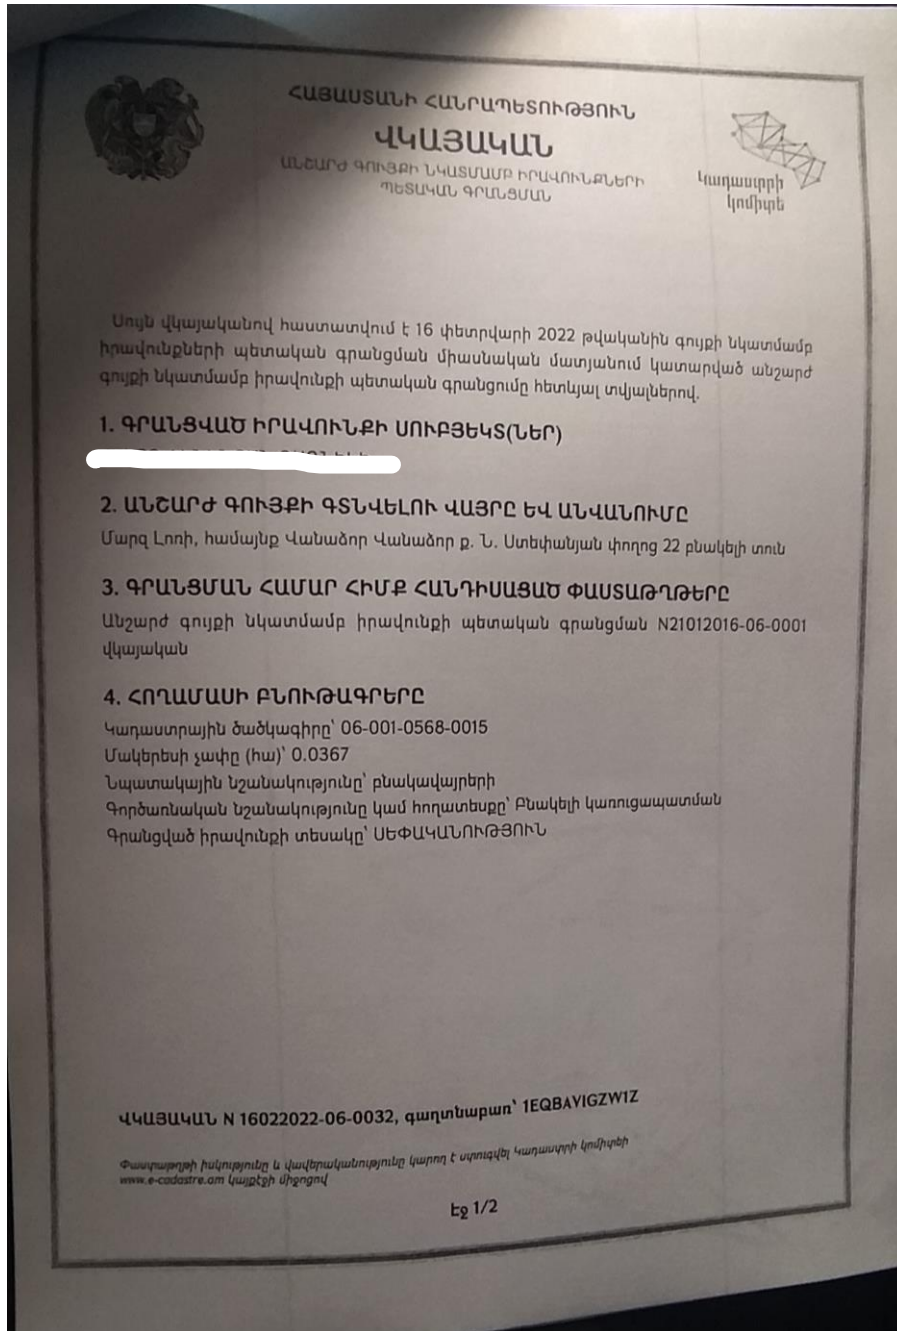 ՀԱՅԱՍՏԱՆԻ ՀԱՆՐԱՊԵՏՈՒԹՅՈՒՆ
ՎԿԱՅԱԿԱՆ
ԱՆՇԱՐԺ ԳՈՒՅՔԻ ՆԿԱՏՄԱՄԲ ԻՐԱՎՈՒՆՔՆԵՐԻ
ՊԵՏԱԿԱՆ ԳՐԱՆՑՄԱՆ
կադաստրի
կոմիտե
Սույն վկայականով հաստատվում է 16 փետրվարի 2022 թվականին գույքի նկատմամբ
իրավունքների պետական գրանցման միասնական մատյանում կատարված անշարժ
գույքի նկատմամբ իրավունքի պետական գրանցումը հետևյալ տվյալներով.
1. ԳՐԱՆՑՎԱԾ ԻՐԱՎՈՒՆՔԻ ՍՈՒԲՅԵԿՏ(ՆԵՐ)
2. ԱՆՇԱՐԺ ԳՈՒՅՔԻ ԳՏՆՎԵԼՈՒ ՎԱՅՐԸ ԵՎ ԱՆՎԱՆՈՒՄԸ
Մարզ Լոռի, համայնք Վանաձոր Վանաձոր ք. Ն. Ստեփանյան փողոց 22 բնակելի տուն
3. ԳՐԱՆՑՄԱՆ ՀԱՄԱՐ ՀԻՄՔ ՀԱՆԴԻՍԱՑԱԾ ՓԱՍՏԱԹՂԹԵՐԸ
Անշարժ գույքի նկատմամբ իրավունքի պետական գրանցման N21012016-06-0001
վկայական
4. ՀՈՂԱՄԱՍԻ ԲՆՈՒԹԱԳՐԵՐԸ
Կադաստրային ծածկագիրը՝ 06-001-0568-0015
Մակերեսի չափը (հա)՝ 0.0367
Նպատակային նշանակությունը՝ բնակավայրերի
Գործառնական նշանակությունը կամ հողատեսքը՝ Բնակելի կառուցապատման
Գրանցված իրավունքի տեսակը՝ ՍԵՓԱԿԱՆՈՒԹՅՈՒՆ
ՎԿԱՅԱԿԱՆ N 16022022-06-0032, գաղտնաբառ՝ 1EQBAVIGZW1Z
Փաստաթղթի իսկությունը և վավերականությունը կարող է ստուգվել Կադաստրի կոմիտեի
www.e-cadastre.am կայքէջի միջոցով
Էջ 1/2